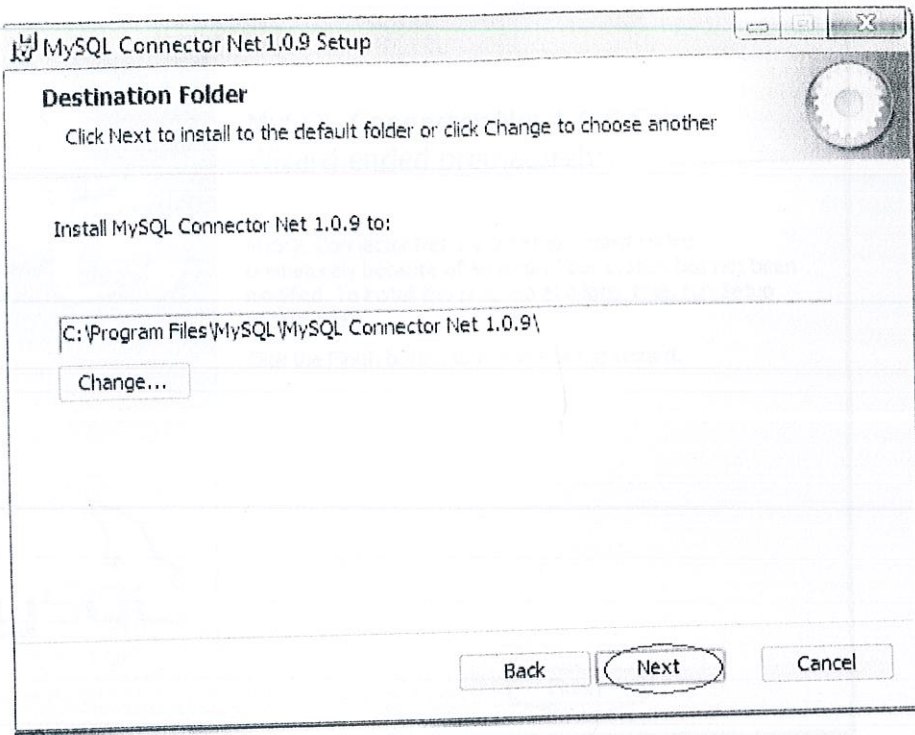 MySQL Connector Net 1.0.9 Setup
Destination Folder
Click Next to install to the default folder or click Change to choose another
Install MySQL Connector Net 1.0.9 to:
C:\Program Files\MySQL\MySQL Connector Net 1.0.9\
Change...
Back
Next
Cancel